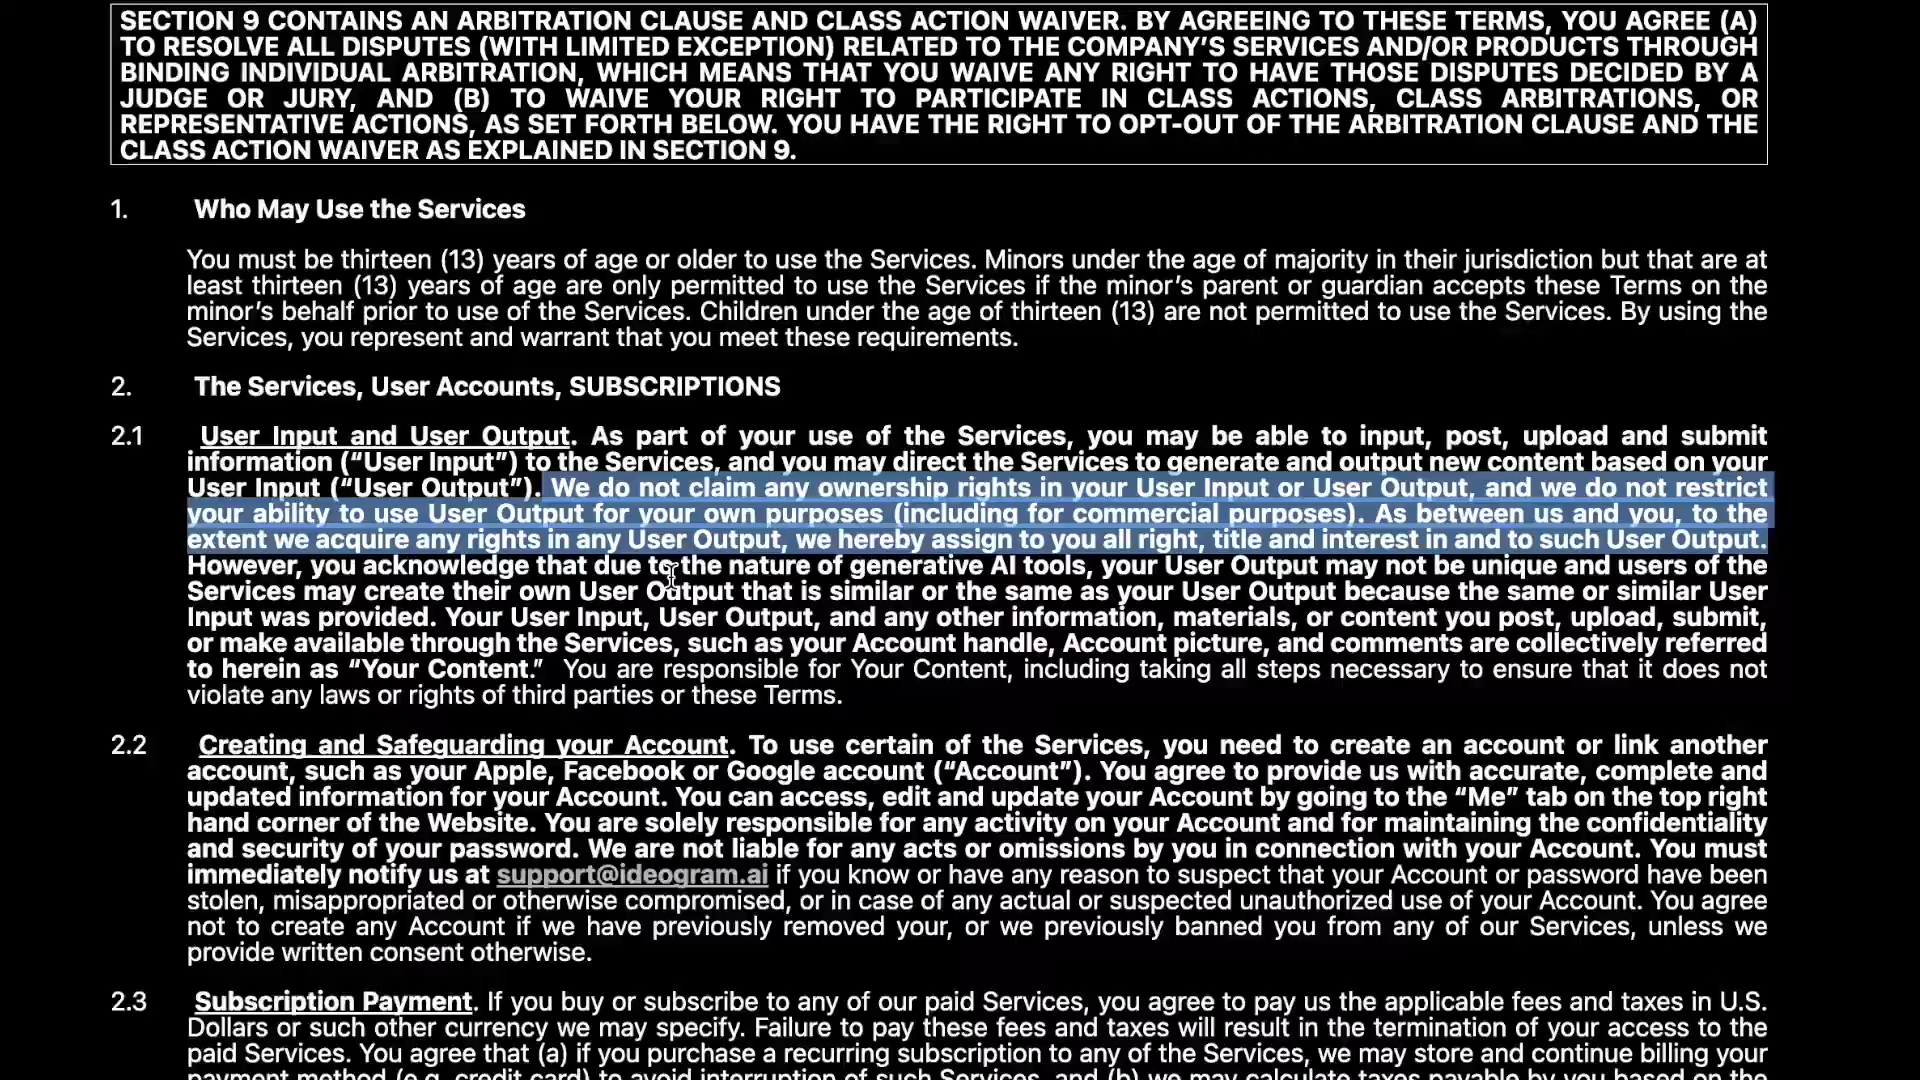 SECTION 9 CONTAINS AN ARBITRATION CLAUSE AND CLASS ACTION WAIVER. BY AGREEING TO THESE TERMS, YOU AGREE (A)
TO RESOLVE ALL DISPUTES (WITH LIMITED EXCEPTION) RELATED TO THE COMPANY’S SERVICES AND/OR PRODUCTS THROUGH
BINDING INDIVIDUAL ARBITRATION, WHICH MEANS THAT YOU WAIVE ANY RIGHT TO HAVE THOSE DISPUTES DECIDED BY A
JUDGE OR JURY, AND (B) TO WAIVE YOUR RIGHT TO PARTICIPATE IN CLASS ACTIONS, CLASS ARBITRATIONS, OR
REPRESENTATIVE ACTIONS, AS SET FORTH BELOW. YOU HAVE THE RIGHT TO OPT-OUT OF THE ARBITRATION CLAUSE AND THE
CLASS ACTION WAIVER AS EXPLAINED IN SECTION 9.
1. Who May Use the Services
You must be thirteen (13) years of age or older to use the Services. Minors under the age of majority in their jurisdiction but that are at
least thirteen (13) years of age are only permitted to use the Services if the minor’s parent or guardian accepts these Terms on the
minor’s behalf prior to use of the Services. Children under the age of thirteen (13) are not permitted to use the Services. By using the
Services, you represent and warrant that you meet these requirements.
2. The Services, User Accounts, SUBSCRIPTIONS
2.1 User Input and User Output. As part of your use of the Services, you may be able to input, post, upload and submit
information (“User Input”) to the Services, and you may direct the Services to generate and output new content based on your
User Input (“User Output”). We do not claim any ownership rights in your User Input or User Output, and we do not restrict
your ability to use User Output for your own purposes (including for commercial purposes). As between us and you, to the
extent we acquire any rights in any User Output, we hereby assign to you all right, title and interest in and to such User Output.
However, you acknowledge that due to the nature of generative AI tools, your User Output may not be unique and users of the
Services may create their own User Output that is similar or the same as your User Output because the same or similar User
Input was provided. Your User Input, User Output, and any other information, materials, or content you post, upload, submit,
or make available through the Services, such as your Account handle, Account picture, and comments are collectively referred
to herein as “Your Content.” You are responsible for Your Content, including taking all steps necessary to ensure that it does not
violate any laws or rights of third parties or these Terms.
2.2 Creating and Safeguarding your Account. To use certain of the Services, you need to create an account or link another
account, such as your Apple, Facebook or Google account (“Account”). You agree to provide us with accurate, complete and
updated information for your Account. You can access, edit and update your Account by going to the “Me” tab on the top right
hand corner of the Website. You are solely responsible for any activity on your Account and for maintaining the confidentiality
and security of your password. We are not liable for any acts or omissions by you in connection with your Account. You must
immediately notify us at support@ideogram.ai if you know or have any reason to suspect that your Account or password have been
stolen, misappropriated or otherwise compromised, or in case of any actual or suspected unauthorized use of your Account. You agree
not to create any Account if we have previously removed your, or we previously banned you from any of our Services, unless we
provide written consent otherwise.
2.3 Subscription Payment. If you buy or subscribe to any of our paid Services, you agree to pay us the applicable fees and taxes in U.S.
Dollars or such other currency we may specify. Failure to pay these fees and taxes will result in the termination of your access to the
paid Services. You agree that (a) if you purchase a recurring subscription to any of the Services, we may store and continue billing your
payment method (e.g. credit card) to avoid interruption of such Services, and (b) we may calculate taxes payable by you based on the